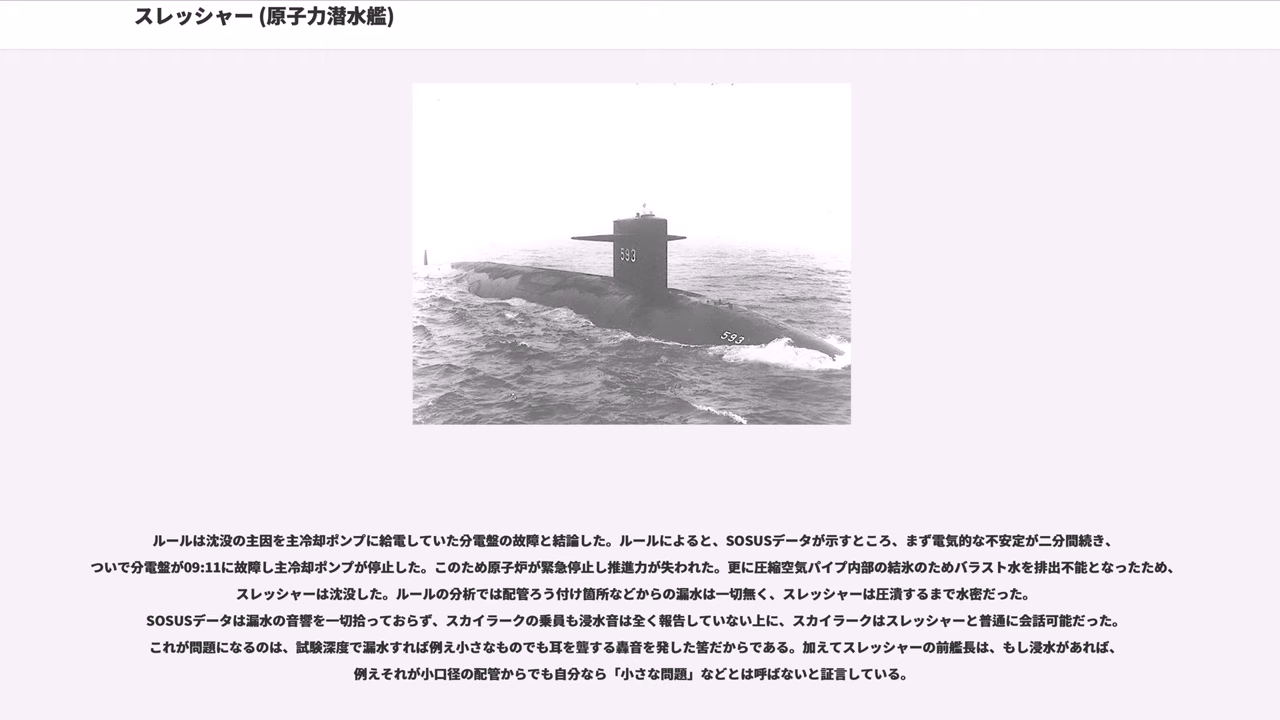 スレッシャー (原子力潜水艦)
593
593
ルールは沈没の主因を主冷却ポンプに給電していた分電盤の故障と結論した。ルールによると、SOSUSデータが示すところ、まず電気的な不安定が二分間続き、
ついで分電盤が09:11に故障し主冷却ポンプが停止した。このため原子炉が緊急停止し推進力が失われた。更に圧縮空気パイプ内部の結氷のためバラスト水を排出不能となったため、
スレッシャーは沈没した。ルールの分析では配管ろう付け箇所などからの漏水は一切無く、スレッシャーは圧潰するまで水密だった。
SOSUSデータは漏水の音響を一切拾っておらず、スカイラークの乗員も浸水音は全く報告していない上に、スカイラークはスレッシャーと普通に会話可能だった。
これが問題になるのは、試験深度で漏水すれば例え小さなものでも耳を聾する轟音を発した筈だからである。加えてスレッシャーの前艦長は、もし浸水があれば、
例えそれが小口径の配管からでも自分なら「小さな問題」などとは呼ばないと証言している。